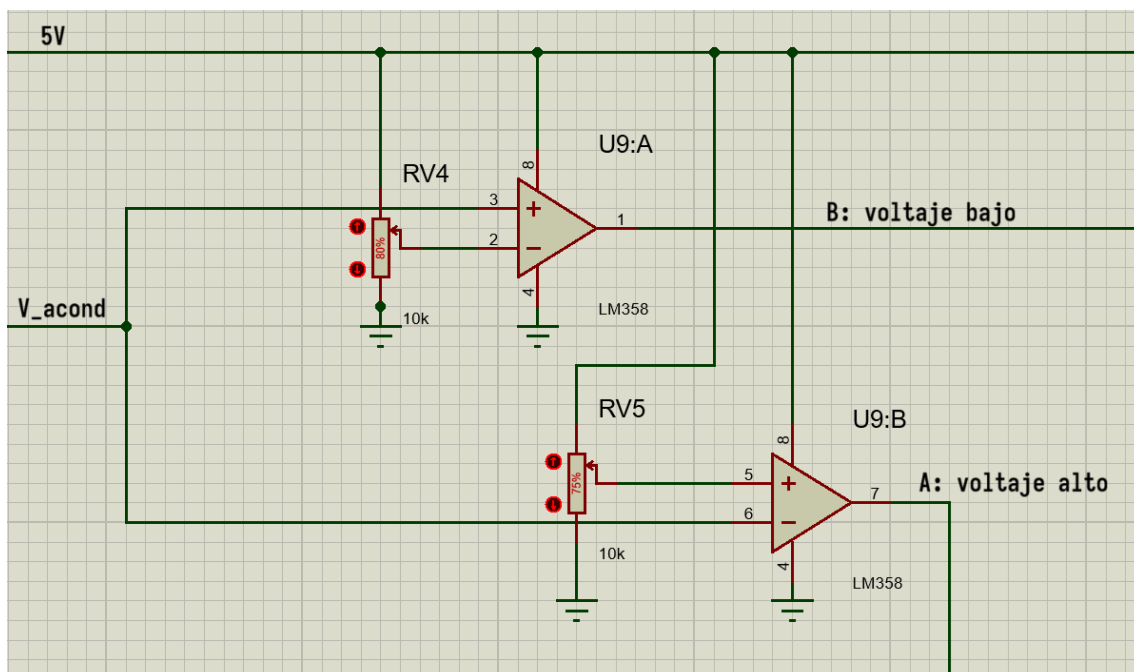 5V
U9:A
RV4
8
3
+
1
80%
2
−
B: voltaje bajo
4
V_acond
10k
LM358
RV5
U9:B
8
5
+
75%
7
A: voltaje alto
6
−
10k
4
LM358